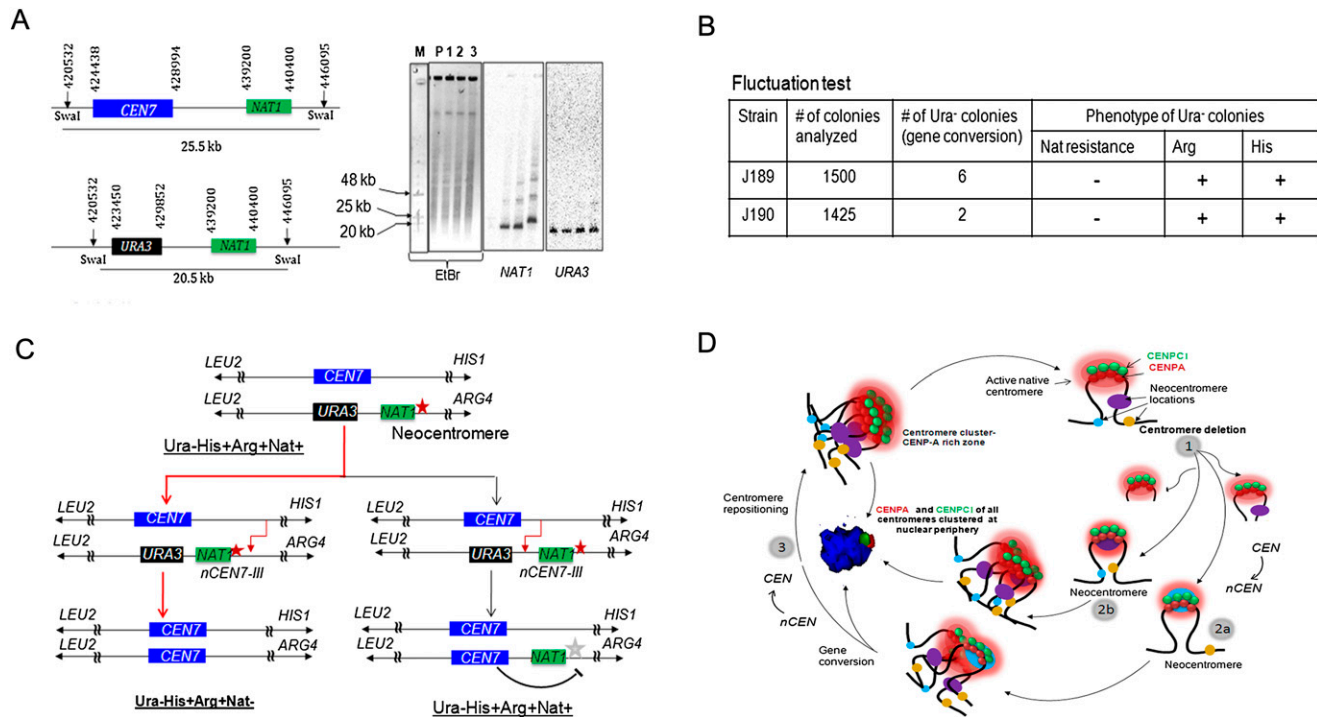 A
420532
424438
428994
439200
440400
446095
SwaI
CEN7
NAT1
SwaI
25.5 kb
420532
423450
429852
439200
440400
446095
URA3
NAT1
SwaI
SwaI
20.5 kb
M P 1 2 3
48 kb
25 kb
20 kb
EtBr
NAT1
URA3
B
Fluctuation test
Strain # of colonies analyzed # of Ura- colonies (gene conversion) Phenotype of Ura- colonies
Nat resistance Arg His
J189 1500 6 - + +
J190 1425 2 - + +
C
LEU2 CEN7 HIS1
LEU2 URA3 NAT1 ARG4
Neocentromere
Ura-His+Arg+Nat+
LEU2 CEN7 HIS1
LEU2 URA3 NAT1 ARG4
nCEN7-III
LEU2 CEN7 HIS1
LEU2 CEN7 ARG4
Ura-His+Arg+Nat-
LEU2 CEN7 HIS1
LEU2 URA3 NAT1 ARG4
nCEN7-III
LEU2 CEN7 HIS1
LEU2 CEN7 NAT1 ARG4
Ura-His+Arg+Nat+
D
CENPCI
CENPA
Active native
centromere
Neocentromere
locations
Centromere deletion
1
Centromere cluster-
CENP-A rich zone
Centromere
repositioning
CENPA and CENPCI of all
centromeres clustered at
nuclear periphery
3
CEN
nCEN
CEN
nCEN
Neocentromere
2b
2a
Neocentromere
Gene
conversion